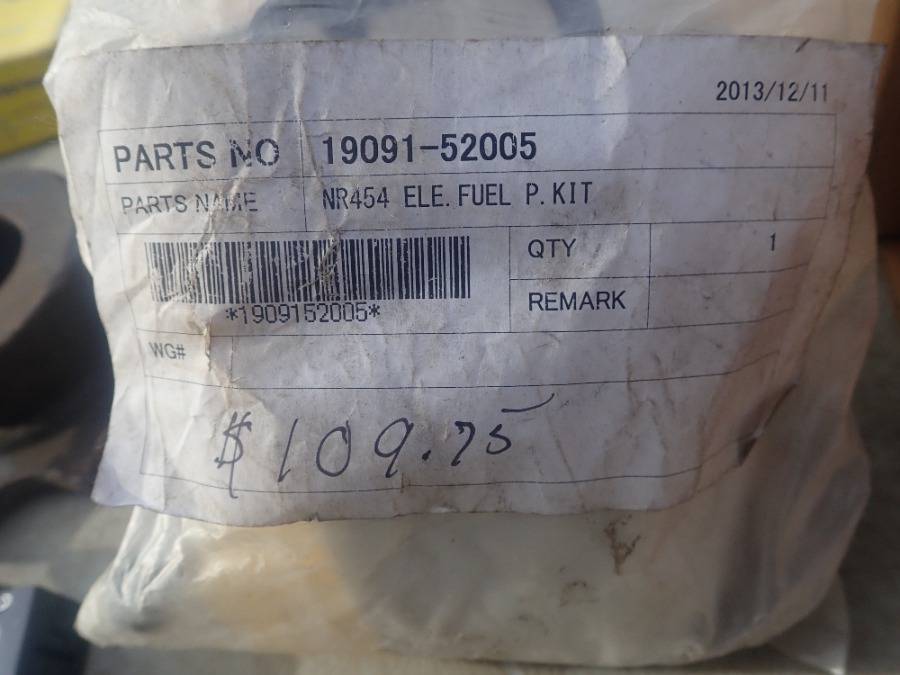 2013/12/11
PARTS NO 19091-52005
PARTS NAME NR454 ELE. FUEL P. KIT
QTY 1
*1909152005*
REMARK
WG#
$109.75